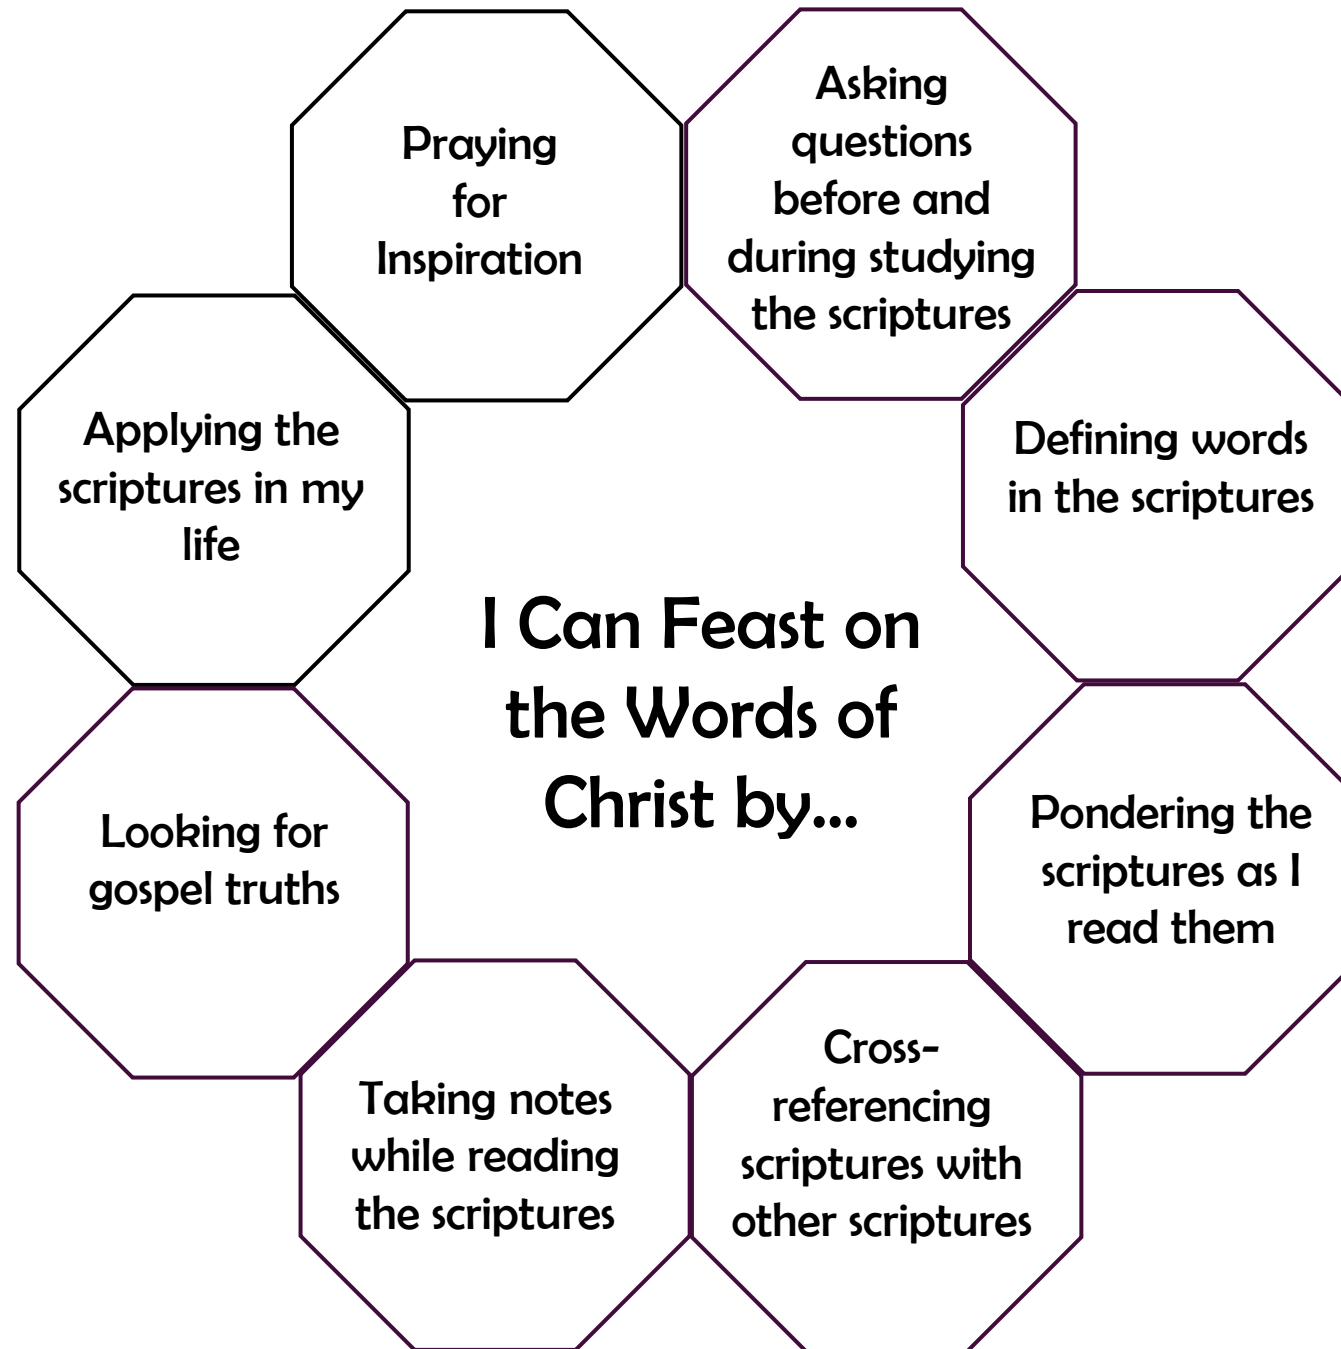 Praying
for
Inspiration
Asking
questions
before and
during studying
the scriptures
Defining words
in the scriptures
Pondering the
scriptures as I
read them
Cross-
referencing
scriptures with
other scriptures
Taking notes
while reading
the scriptures
Looking for
gospel truths
Applying the
scriptures in my
life
I Can Feast on
the Words of
Christ by...